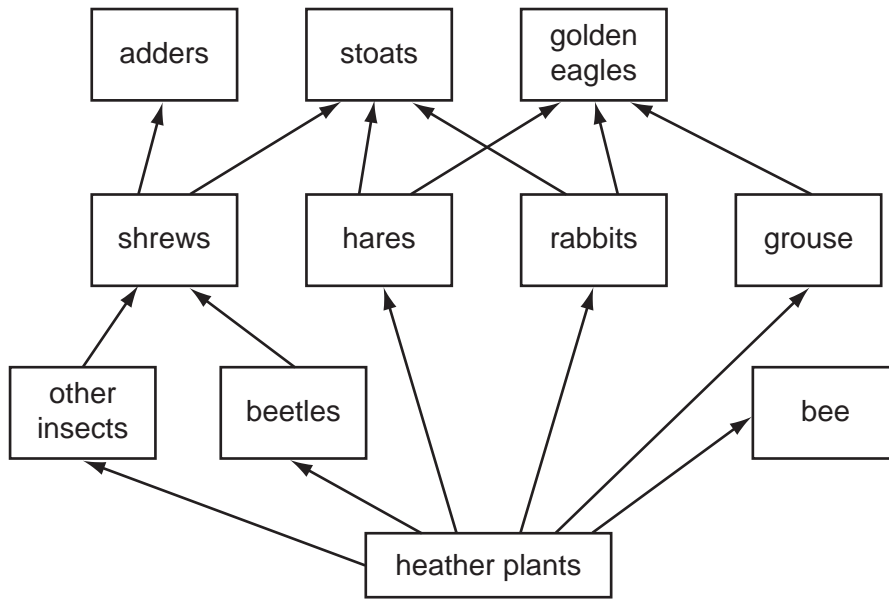 adders
stoats
golden
eagles
shrews
hares
rabbits
grouse
other
insects
beetles
bee
heather plants